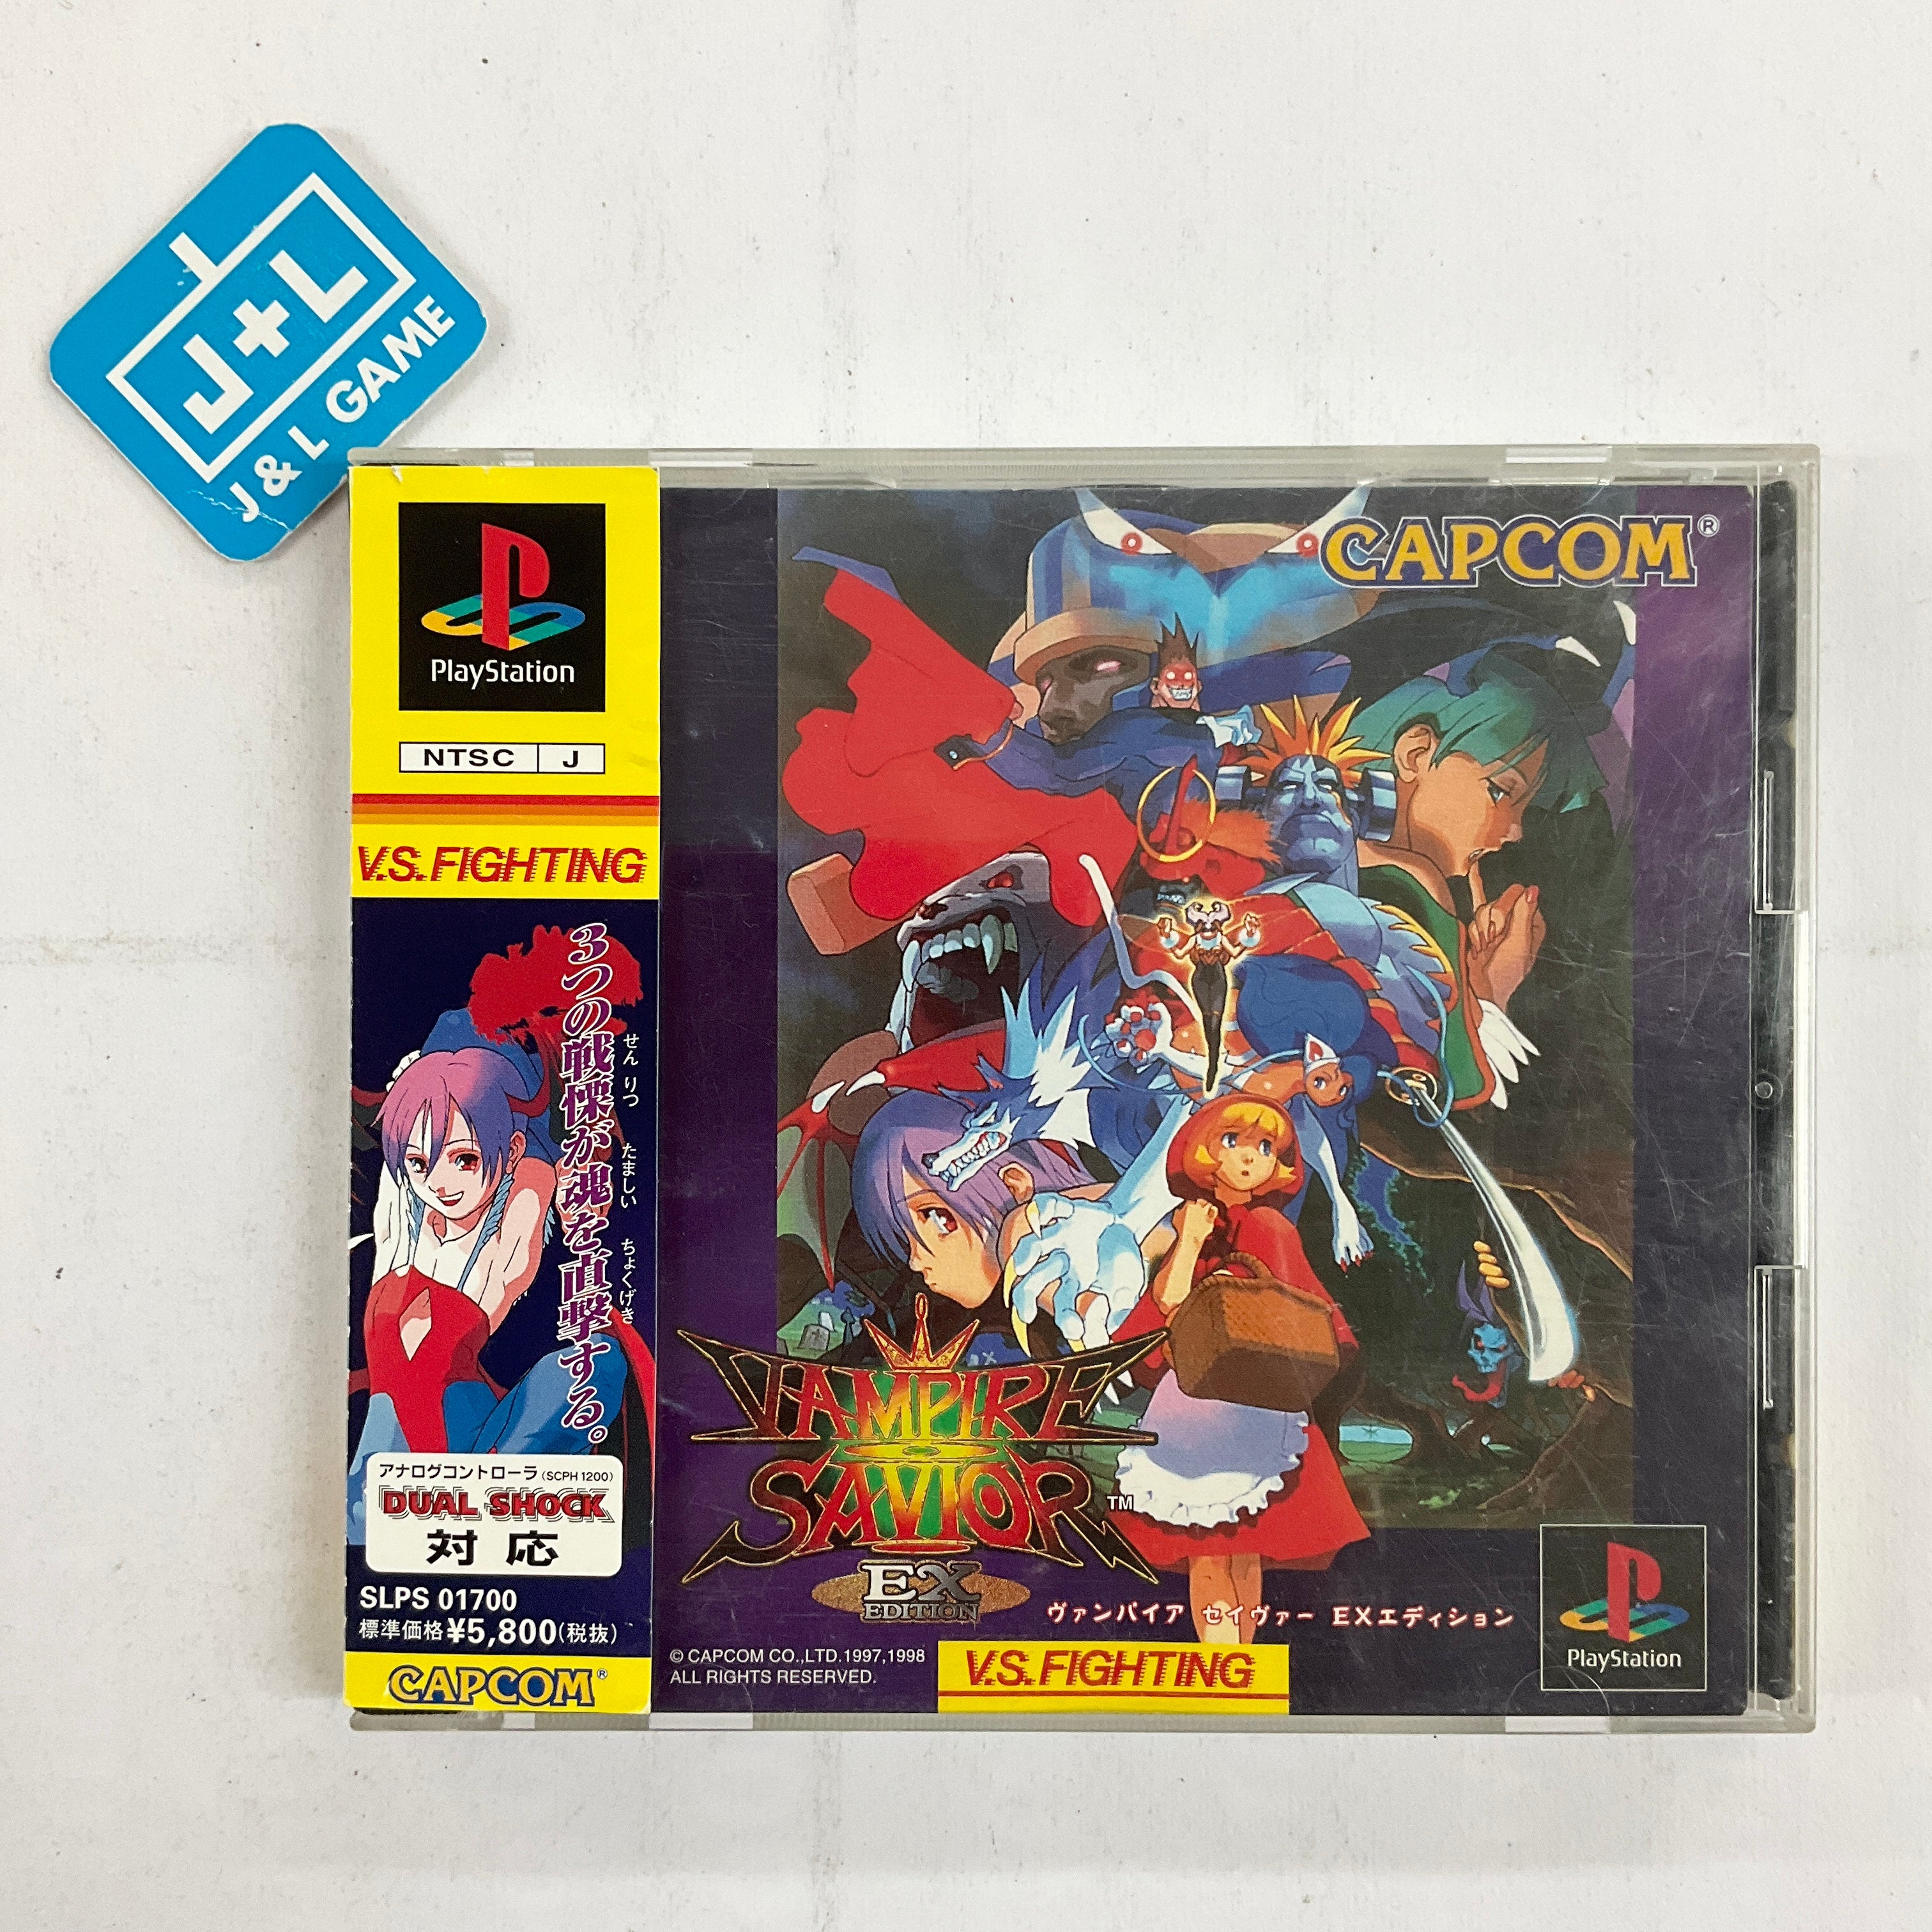 J+L
J & L GAME
PlayStation
NTSC J
V.S.FIGHTING
3つの戦慄が魂を直撃する。
せんりつ
たましい
ちょくげき
アナログコントローラ(SCPH 1200)
DUAL SHOCK
対応
SLPS 01700
標準価格¥5,800(税抜)
CAPCOM®
CAPCOM®
VAMPIRE
SAVIOR™
EX
EDITION
ヴァンパイア セイヴァー EXエディション
© CAPCOM CO.,LTD.1997,1998
ALL RIGHTS RESERVED.
V.S.FIGHTING
PlayStation